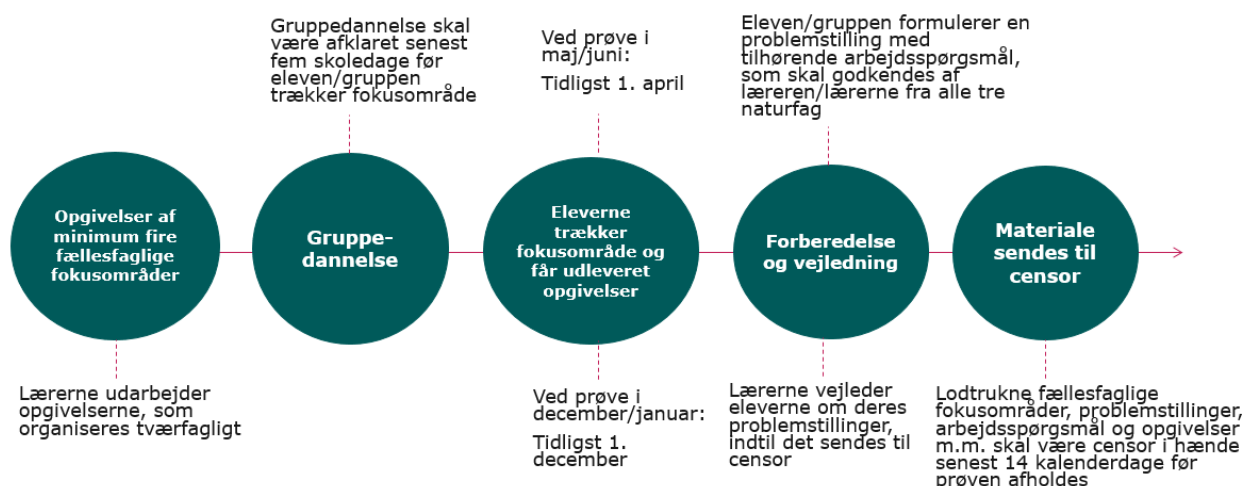 Gruppedannelse skal
være afklaret senest
fem skoledage før
eleven/gruppen
trækker fokusområde
Ved prøve i
maj/juni:
Tidligst 1. april
Eleven/gruppen formulerer en
problemstilling med
tilhørende arbejdsspørgsmål,
som skal godkendes af
læreren/lærerne fra alle tre
naturfag
Opgivelser af
minimum fire
fællesfaglige
fokusområder
Gruppe-
dannelse
Eleverne
trækker
fokusområde og
får udleveret
opgivelser
Forberedelse
og vejledning
Materiale
sendes til
censor
Lærerne udarbejder
opgivelserne, som
organiseres tværfagligt
Ved prøve i
december/januar:
Tidligst 1.
december
Lærerne vejleder
eleverne om deres
problemstillinger,
indtil det sendes til
censor
Lodtrukne fællesfaglige
fokusområder, problemstillinger,
arbejdsspørgsmål og opgivelser
m.m. skal være censor i hænde
senest 14 kalenderdage før
prøven afholdes